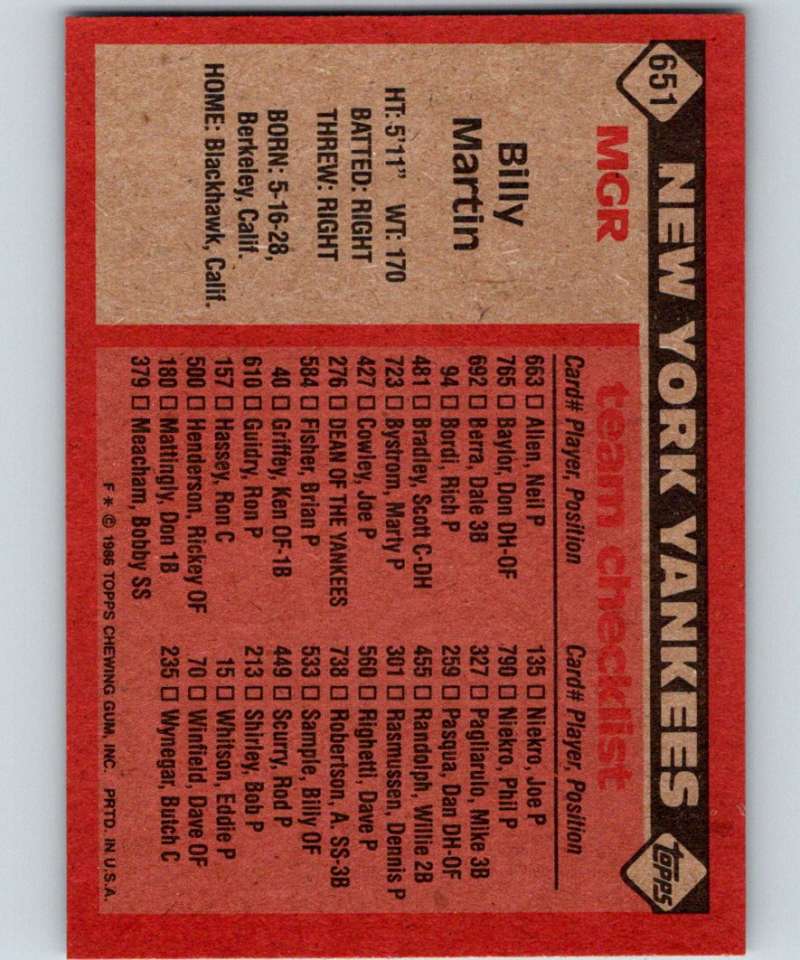 651
NEW YORK YANKEES
topps
MGR
Billy
Martin
HT: 5'11" WT: 170
BATTED: RIGHT
THREW: RIGHT
BORN: 5-16-28,
Berkeley, Calif.
HOME: Blackhawk, Calif.
team checklist
Card# Player, Position
663 □ Allen, Neil P
765 □ Baylor, Don DH-OF
692 □ Berra, Dale 3B
94 □ Bordi, Rich P
481 □ Bradley, Scott C-DH
723 □ Bystrom, Marty P
427 □ Cowley, Joe P
276 □ DEAN OF THE YANKEES
584 □ Fisher, Brian P
40 □ Griffey, Ken OF-1B
610 □ Guidry, Ron P
157 □ Hassey, Ron C
500 □ Henderson, Rickey OF
180 □ Mattingly, Don 1B
379 □ Meacham, Bobby SS
Card# Player, Position
135 □ Niekro, Joe P
790 □ Niekro, Phil P
327 □ Pagliarulo, Mike 3B
259 □ Pasqua, Dan DH-OF
455 □ Randolph, Willie 2B
301 □ Rasmussen, Dennis P
560 □ Righetti, Dave P
738 □ Robertson, A. SS-3B
533 □ Sample, Billy OF
449 □ Scurry, Rod P
213 □ Shirley, Bob P
15 □ Whitson, Eddie P
70 □ Winfield, Dave OF
235 □ Wynegar, Butch C
F* © 1986 TOPPS CHEWING GUM, INC. PRTD. IN U.S.A.